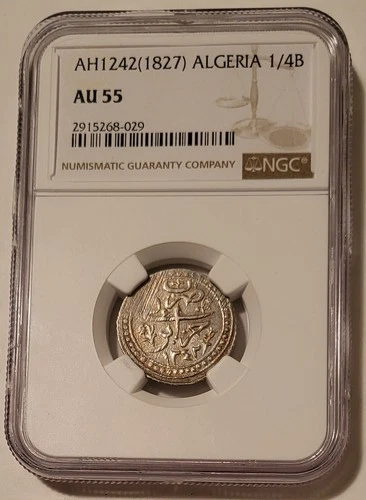 AH1242(1827) ALGERIA 1/4B
AU 55
2915268-029
NUMISMATIC GUARANTY COMPANY NGC®